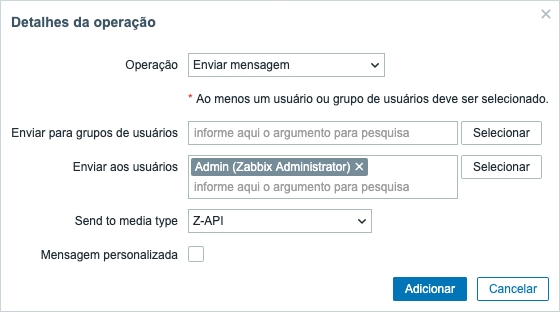 Detalhes da operação
Operação Enviar mensagem
* Ao menos um usuário ou grupo de usuários deve ser selecionado.
Enviar para grupos de usuários informe aqui o argumento para pesquisa Selecionar
Enviar aos usuários Admin (Zabbix Administrator) Selecionar
informe aqui o argumento para pesquisa
Send to media type Z-API
Mensagem personalizada
Adicionar Cancelar